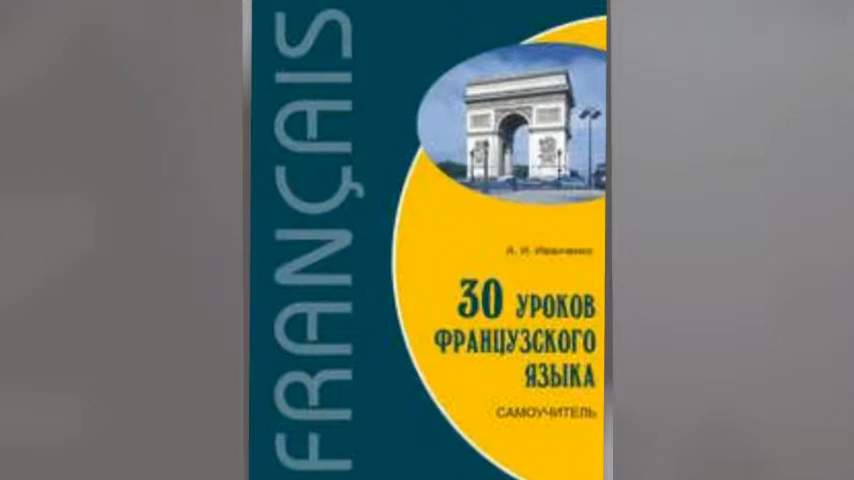 FRANÇAIS
А. И. Иванченко
30 УРОКОВ
ФРАНЦУЗСКОГО
ЯЗЫКА
САМОУЧИТЕЛЬ